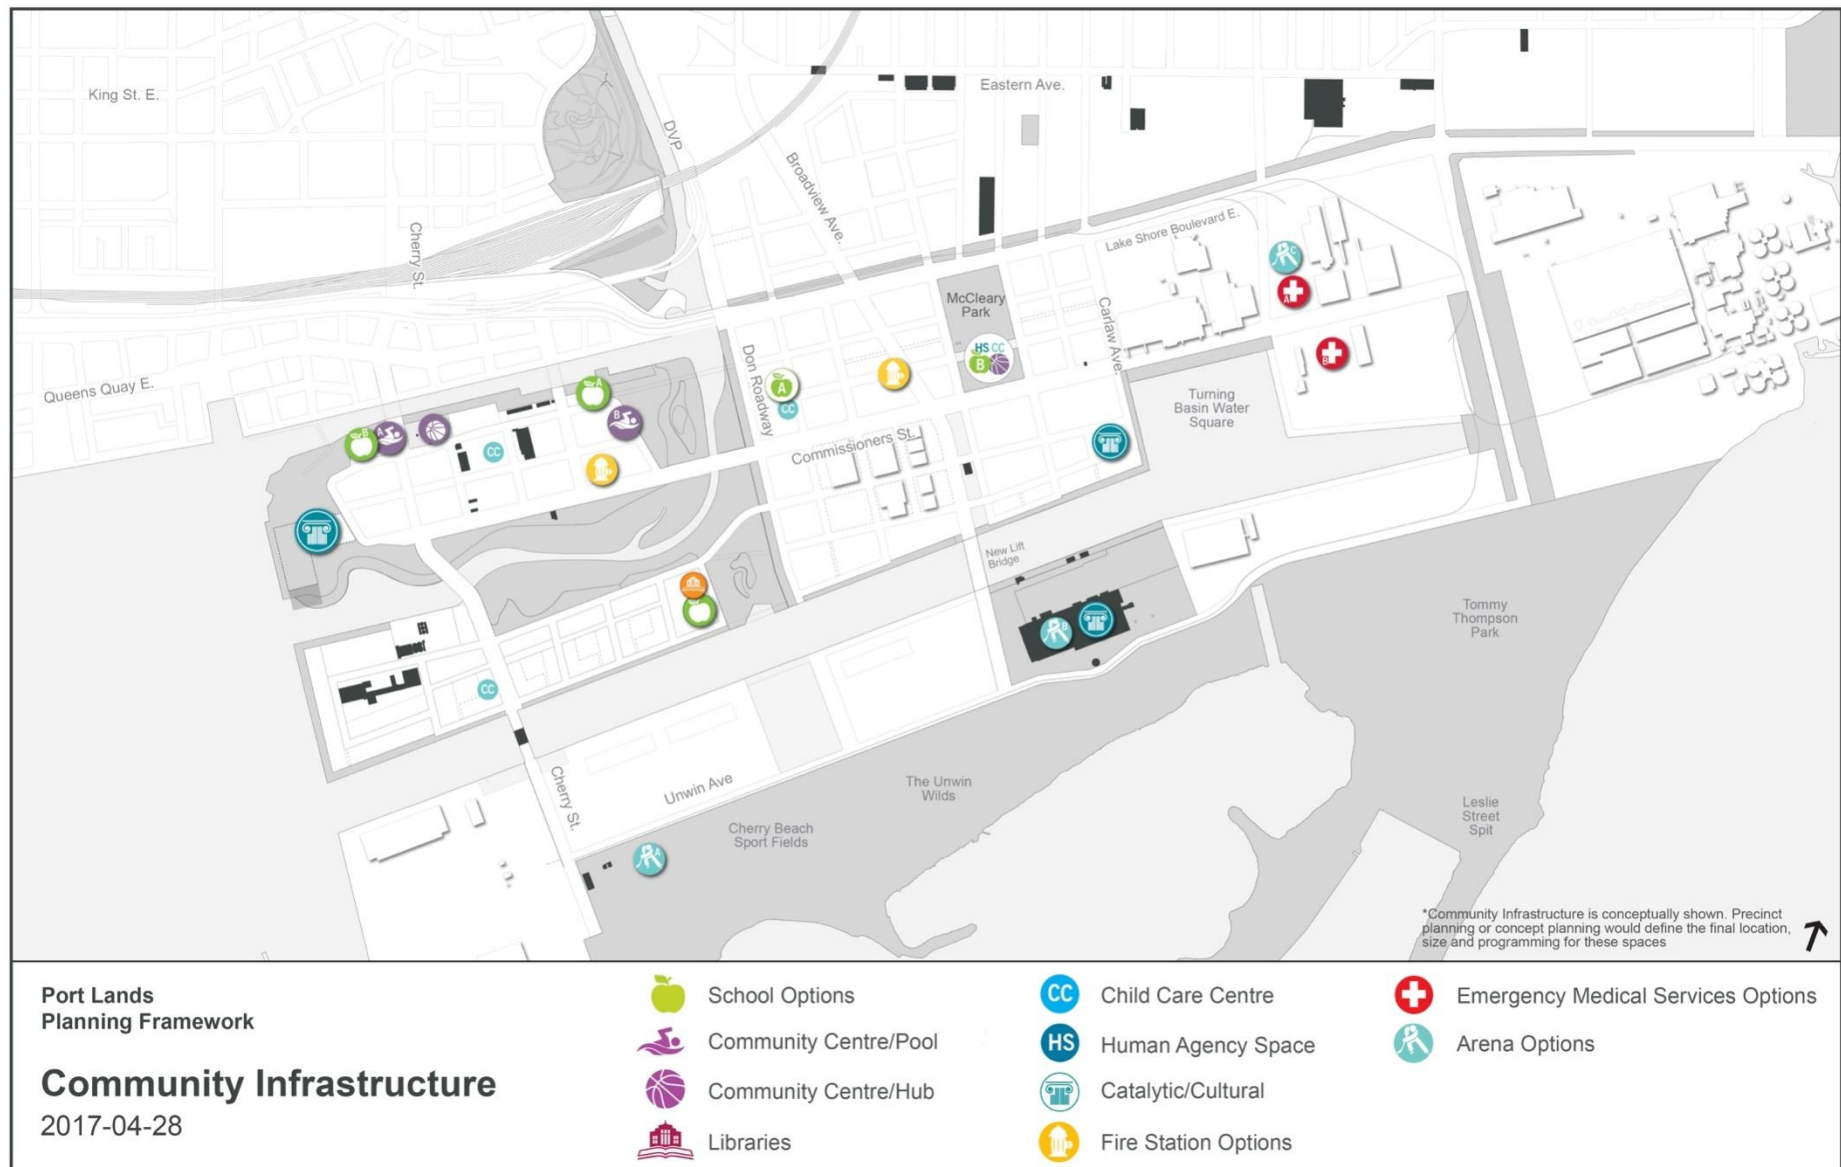 King St. E.
DVP
Eastern Ave.
Broadview Ave.
Cherry St.
Lake Shore Boulevard E.
C
A
McCleary
Park
Carlaw Ave.
HS CC
B
B
Queens Quay E.
Don Roadway
A
A
CC
B
Turning
Basin Water
Square
B
A
CC
Commissioners St.
New Lift
Bridge
Tommy
Thompson
Park
B
CC
Cherry St.
Unwin Ave
The Unwin
Wilds
Cherry Beach
Sport Fields
Leslie
Street
Spit
A
*Community Infrastructure is conceptually shown. Precinct
planning or concept planning would define the final location,
size and programming for these spaces
Port Lands
Planning Framework
Community Infrastructure
2017-04-28
School Options
Community Centre/Pool
Community Centre/Hub
Libraries
CC Child Care Centre
HS Human Agency Space
Catalytic/Cultural
Fire Station Options
Emergency Medical Services Options
Arena Options